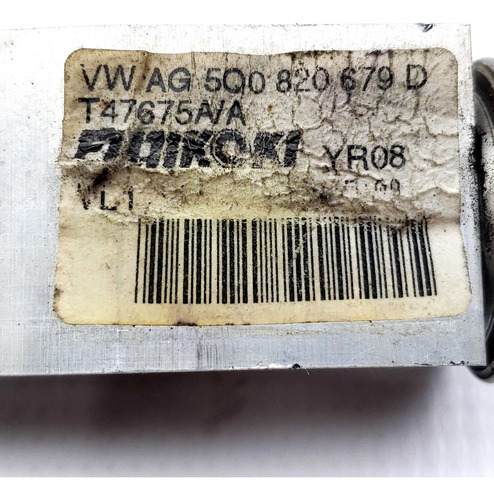 VW AG 5Q0 820 679 D
T47675A/A
FUJIKOKI YR08
VL1